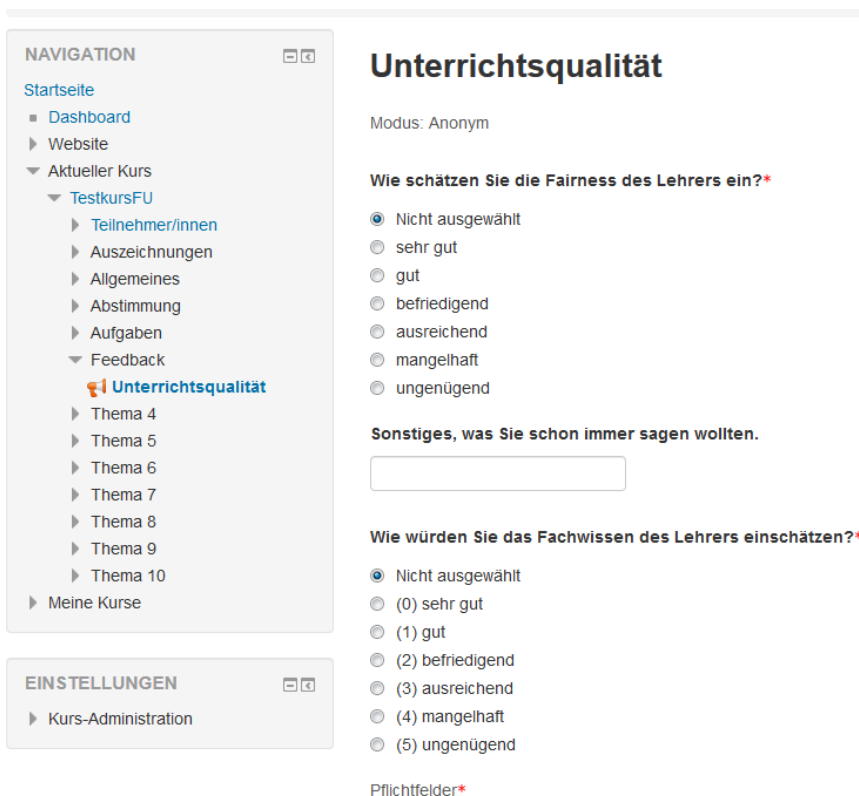 NAVIGATION
Startseite
Dashboard
Website
Aktueller Kurs
TestkursFU
Teilnehmer/innen
Auszeichnungen
Allgemeines
Abstimmung
Aufgaben
Feedback
Unterrichtsqualität
Thema 4
Thema 5
Thema 6
Thema 7
Thema 8
Thema 9
Thema 10
Meine Kurse
EINSTELLUNGEN
Kurs-Administration
Unterrichtsqualität
Modus: Anonym
Wie schätzen Sie die Fairness des Lehrers ein?*
Nicht ausgewählt
sehr gut
gut
befriedigend
ausreichend
mangelhaft
ungenügend
Sonstiges, was Sie schon immer sagen wollten.
Wie würden Sie das Fachwissen des Lehrers einschätzen?*
Nicht ausgewählt
(0) sehr gut
(1) gut
(2) befriedigend
(3) ausreichend
(4) mangelhaft
(5) ungenügend
Pflichtfelder*